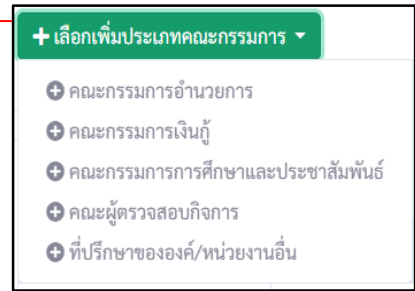 + เลือกเพิ่มประเภทคณะกรรมการ
คณะกรรมการอำนวยการ
คณะกรรมการเงินกู้
คณะกรรมการการศึกษาและประชาสัมพันธ์
คณะผู้ตรวจสอบกิจการ
ที่ปรึกษาขององค์/หน่วยงานอื่น